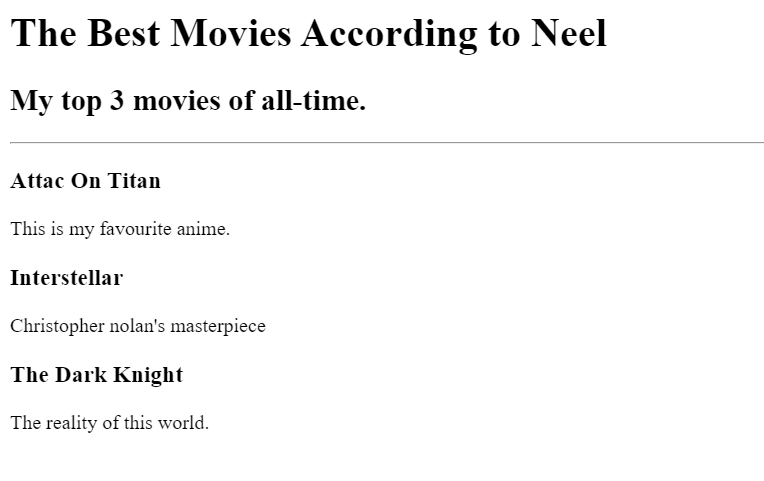 The Best Movies According to Neel
My top 3 movies of all-time.
Attac On Titan
This is my favourite anime.
Interstellar
Christopher nolan's masterpiece
The Dark Knight
The reality of this world.